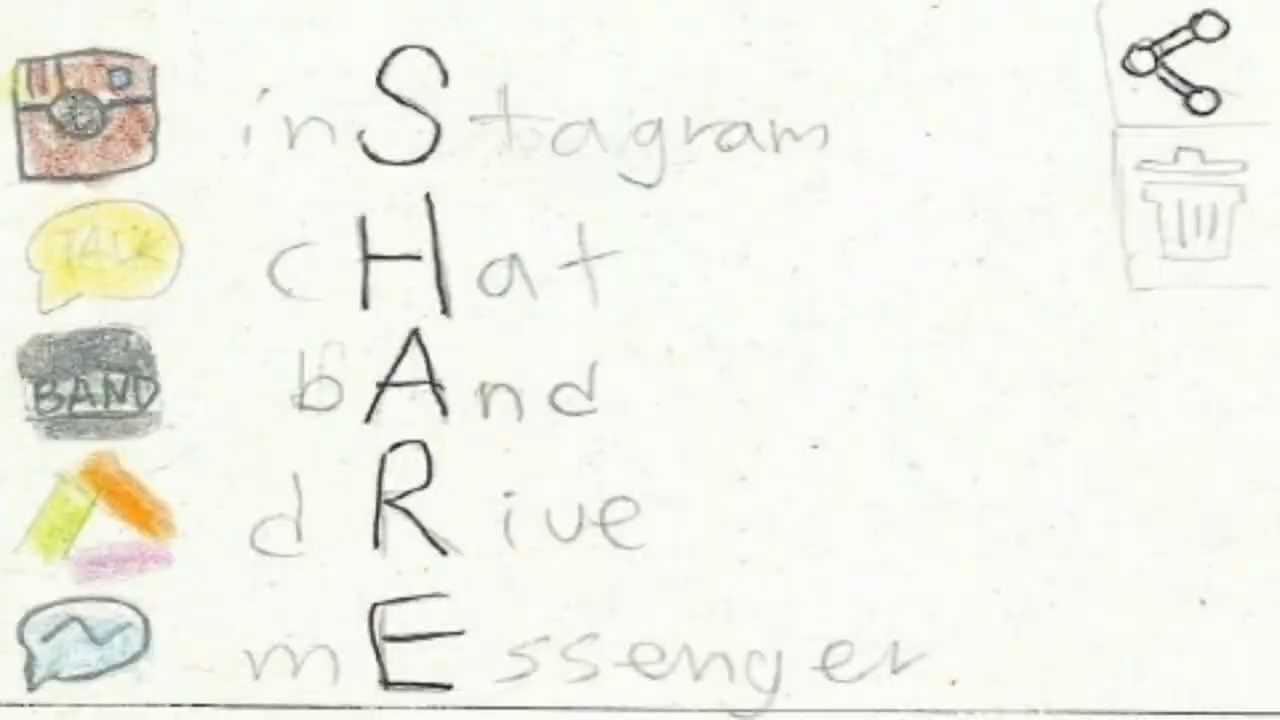 inStagram
TALK
cHat
BAND
bAnd
dRive
mEssenger